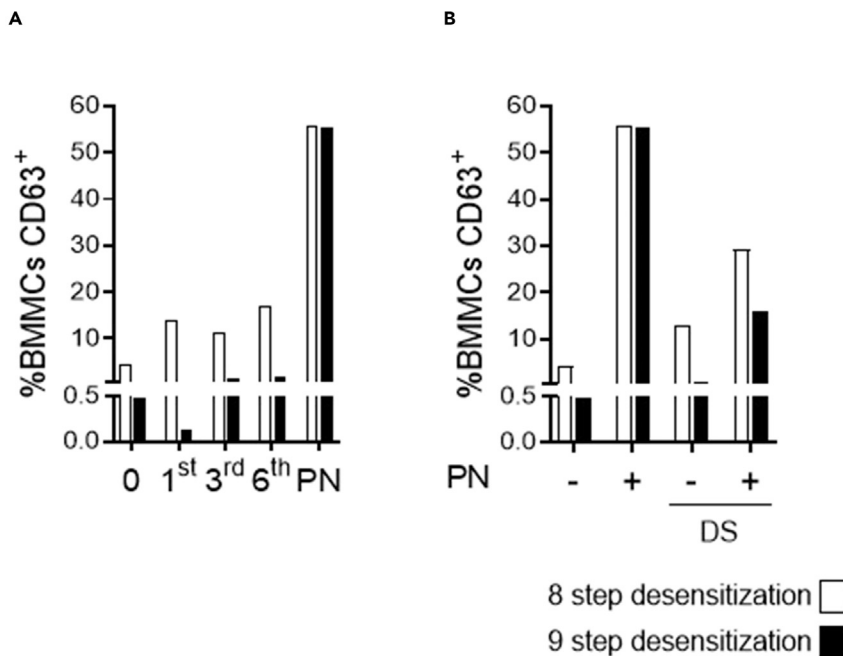 A
B
%BMMCs CD63+
60
50
40
30
20
10
0.5
0.0
0 1st 3rd 6th PN
%BMMCs CD63+
60
50
40
30
20
10
0.5
0.0
PN - + - +
DS
8 step desensitization
9 step desensitization